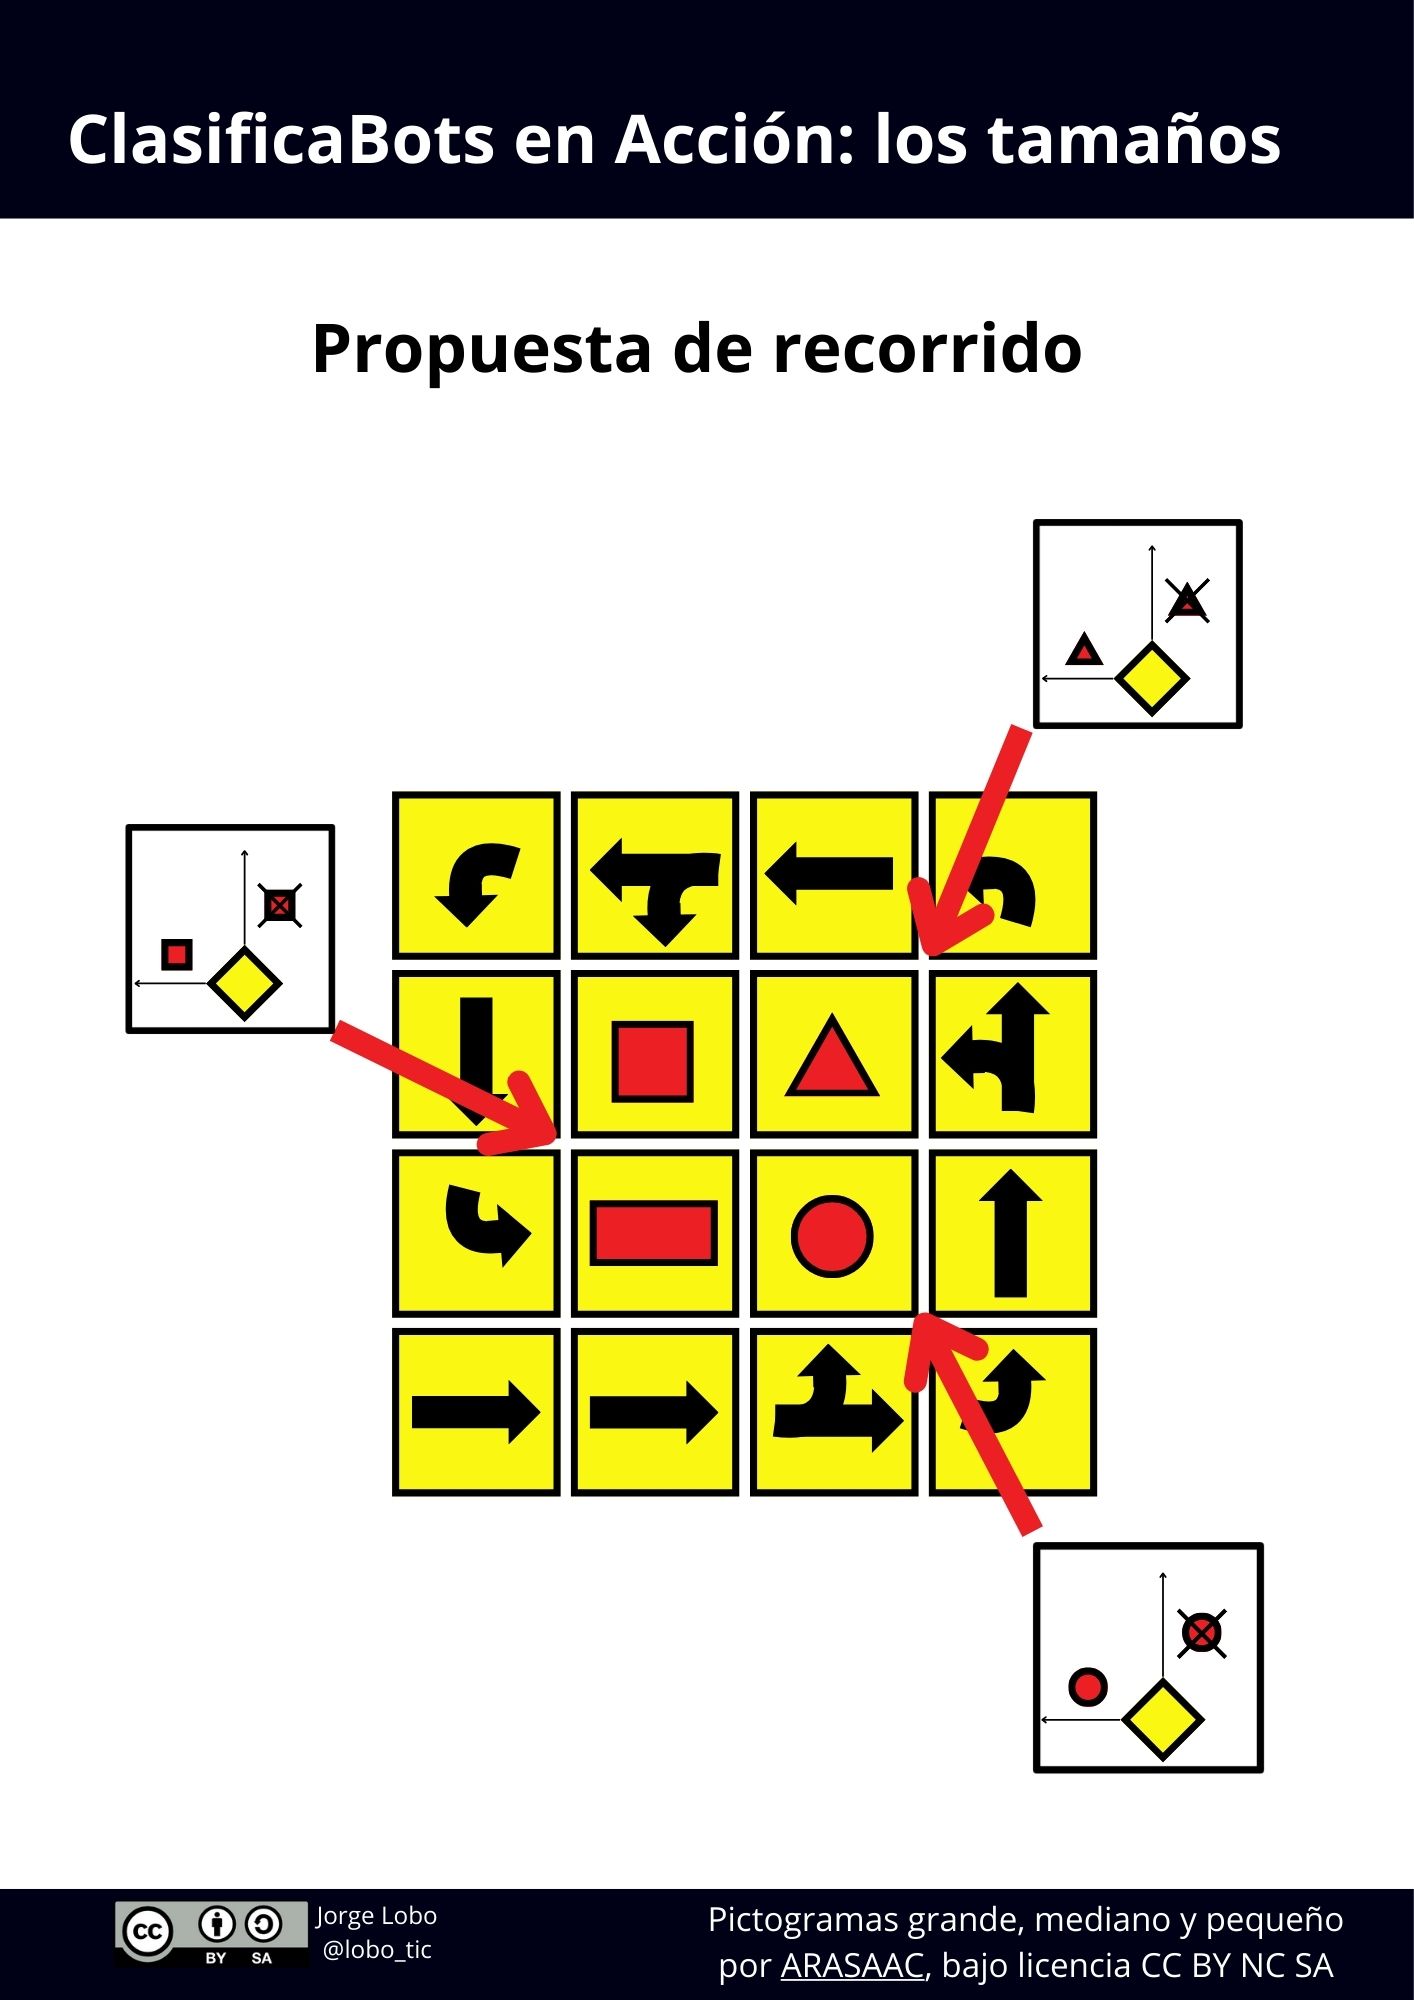 ClasificaBots en Acción: los tamaños
Propuesta de recorrido
cc
BY SA
Jorge Lobo
@lobo_tic
Pictogramas grande, mediano y pequeño
por ARASAAC, bajo licencia CC BY NC SA